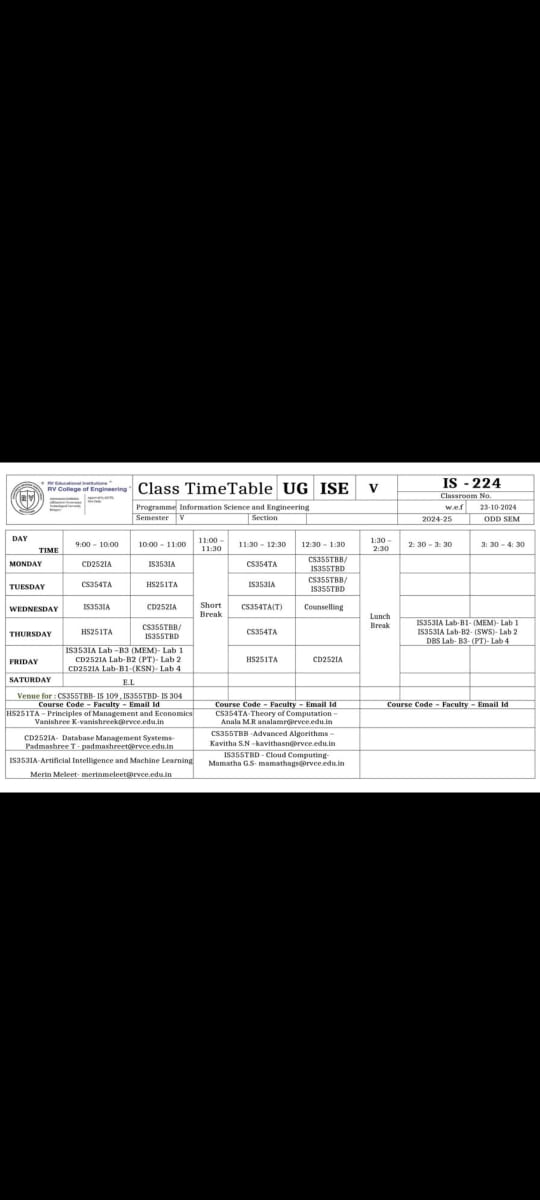 RV Educational Institutions
RV College of Engineering
Class TimeTable UG ISE V
IS - 224
Classroom No.
Programme Information Science and Engineering
w.e.f 23-10-2024
Semester V Section
2024-25 ODD SEM
DAY
TIME
9:00 – 10:00
10:00 – 11:00
11:00 –
11:30
11:30 – 12:30
12:30 – 1:30
1:30 –
2:30
2: 30 – 3: 30
3: 30 – 4: 30
MONDAY
CD252IA
IS353IA
CS354TA
CS355TBB/
IS355TBD
TUESDAY
CS354TA
HS251TA
IS353IA
CS355TBB/
IS355TBD
WEDNESDAY
IS353IA
CD252IA
Short
Break
CS354TA(T)
Counselling
Lunch
Break
THURSDAY
HS251TA
CS355TBB/
IS355TBD
CS354TA
IS353IA Lab-B1- (MEM)- Lab 1
IS353IA Lab-B2- (SWS)- Lab 2
DBS Lab- B3- (PT)- Lab 4
FRIDAY
IS353IA Lab –B3 (MEM)- Lab 1
CD252IA Lab-B2 (PT)- Lab 2
CD252IA Lab-B1-(KSN)- Lab 4
HS251TA
CD252IA
SATURDAY
E.L
Venue for : CS355TBB- IS 109 , IS355TBD- IS 304
Course Code – Faculty – Email Id
Course Code – Faculty – Email Id
Course Code – Faculty – Email Id
HS251TA – Principles of Management and Economics
Vanishree K-vanishreek@rvce.edu.in
CS354TA-Theory of Computation –
Anala M.R analamr@rvce.edu.in
CD252IA- Database Management Systems-
Padmashree T - padmashreet@rvce.edu.in
CS355TBB -Advanced Algorithms –
Kavitha S.N –kavithasn@rvce.edu.in
IS353IA-Artificial Intelligence and Machine Learning
Merin Meleet- merinmeleet@rvce.edu.in
IS355TBD - Cloud Computing-
Mamatha G.S- mamathags@rvce.edu.in